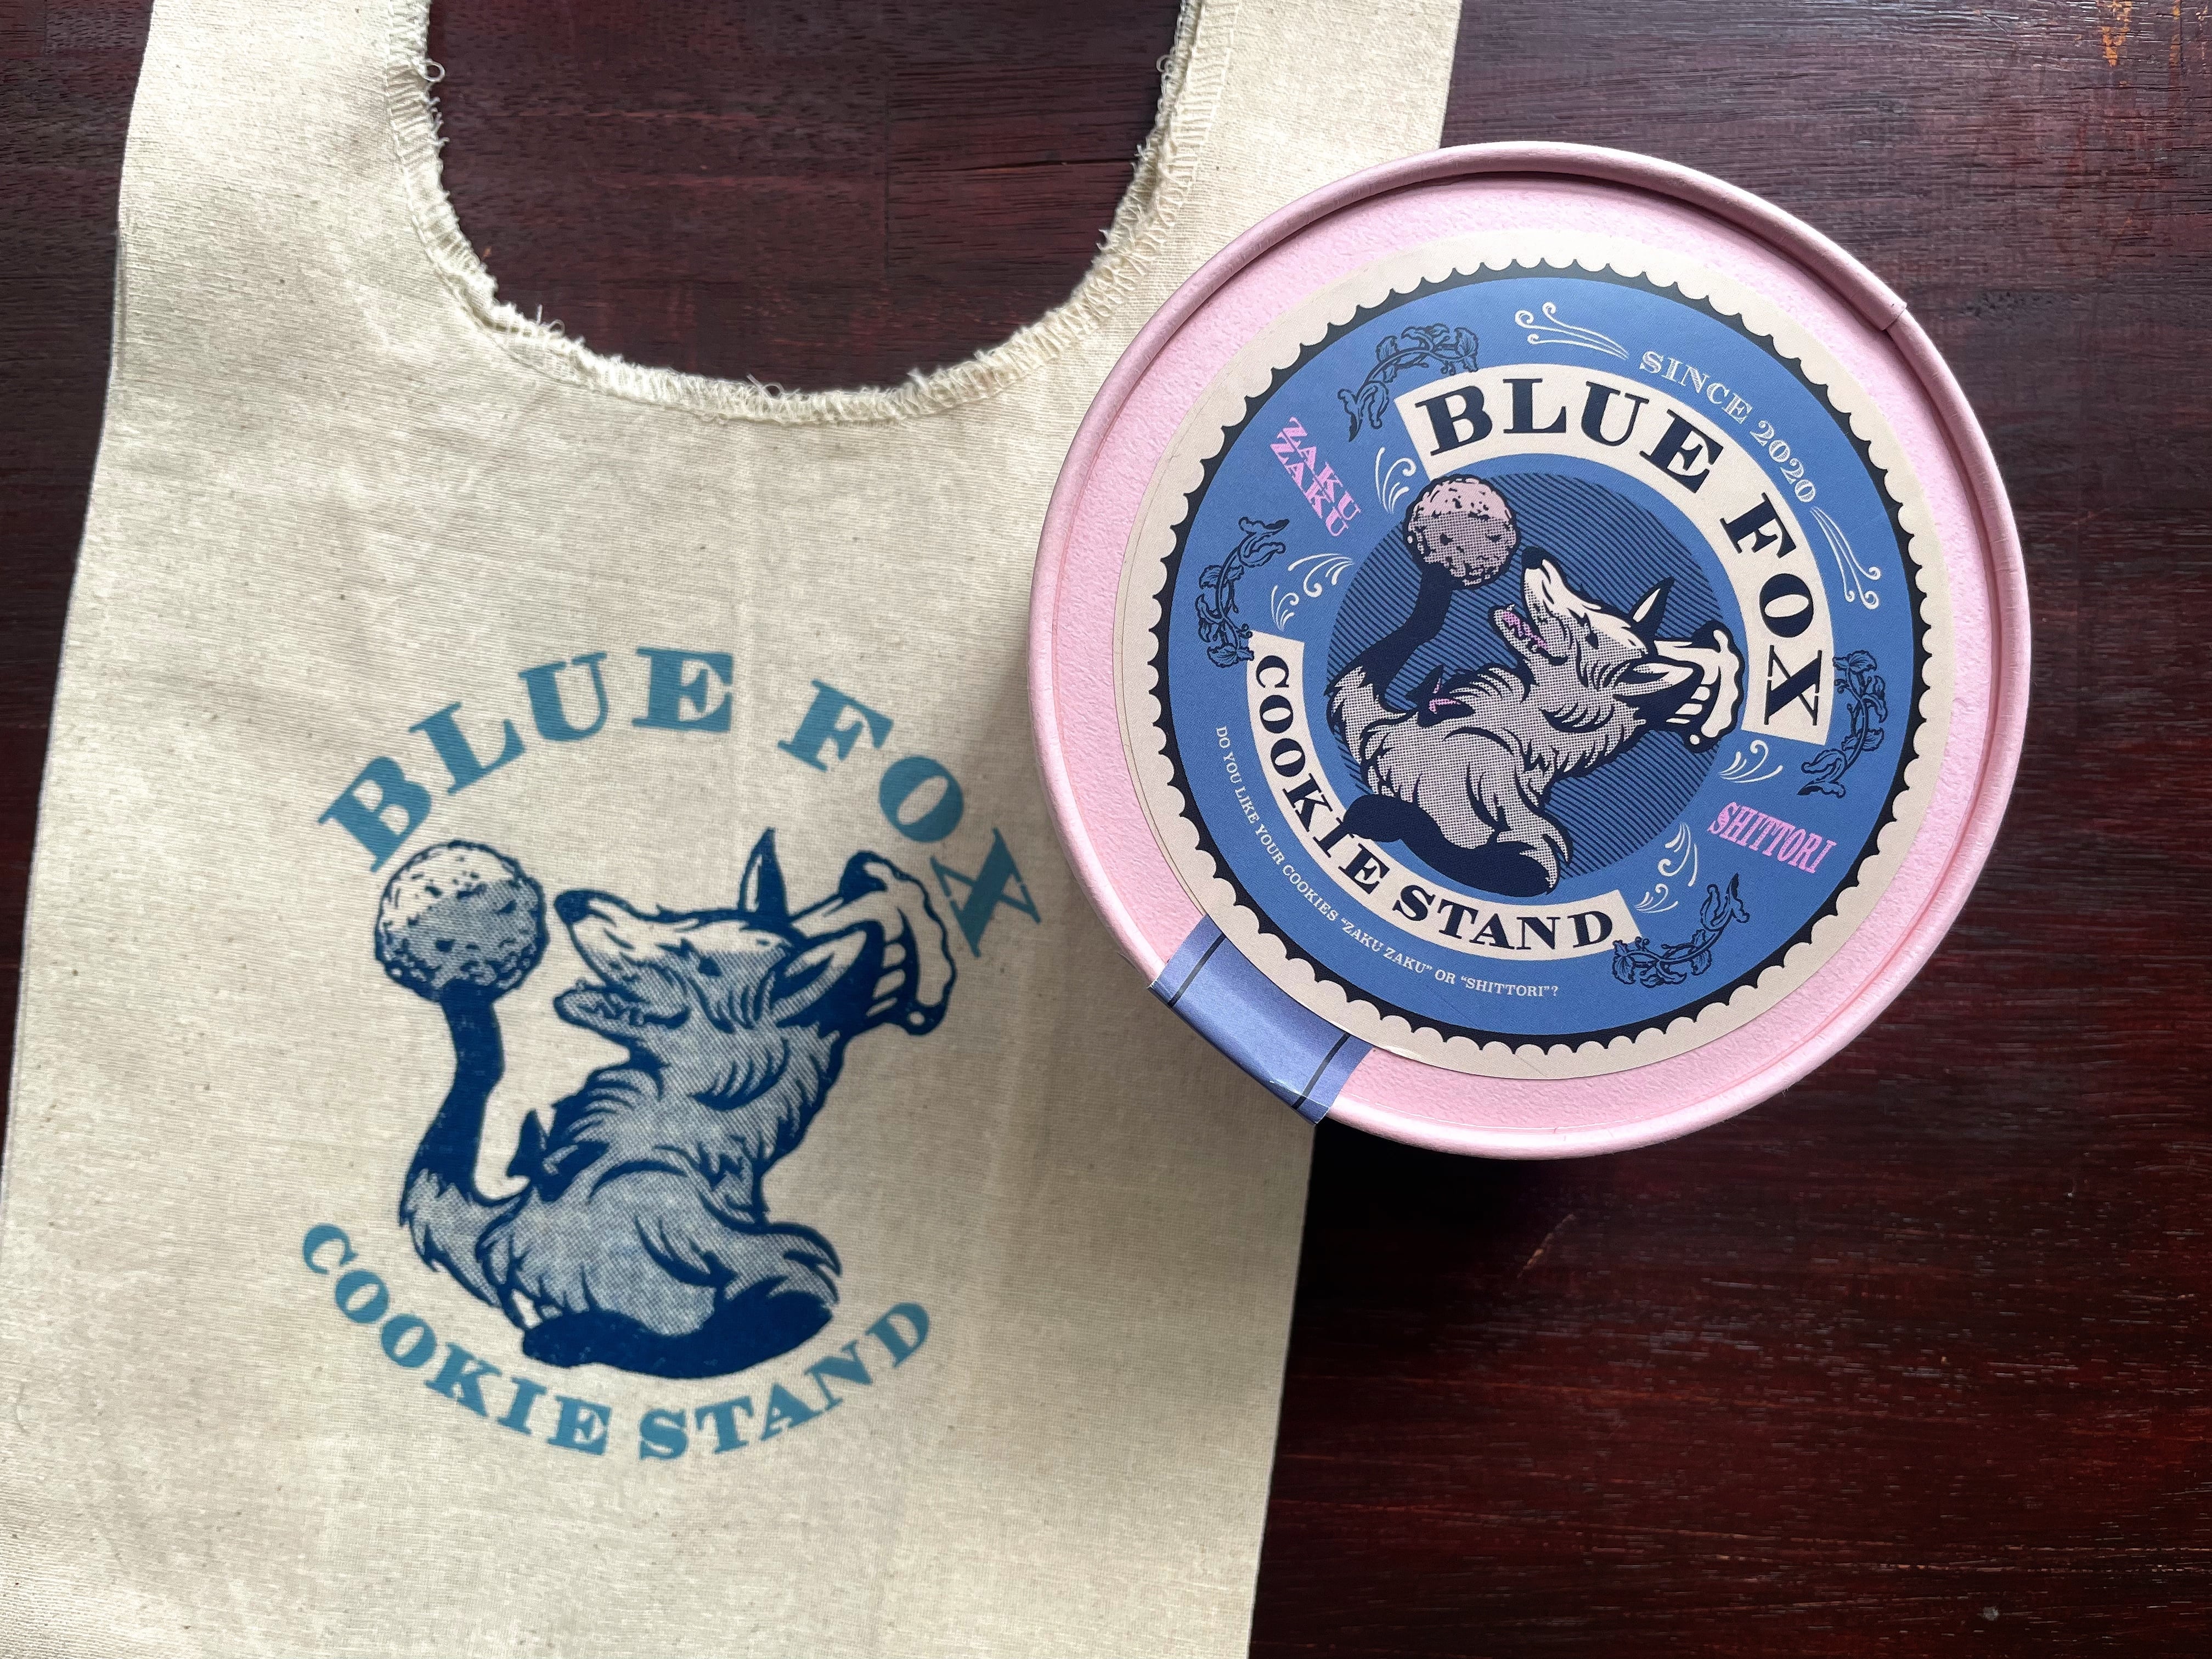 BLUE FOX
COOKIE STAND
SINCE 2020
BLUE FOX
ZAKU
ZAKU
SHITTORI
COOKIE STAND
DO YOU LIKE YOUR COOKIES "ZAKU ZAKU" OR "SHITTORI"?